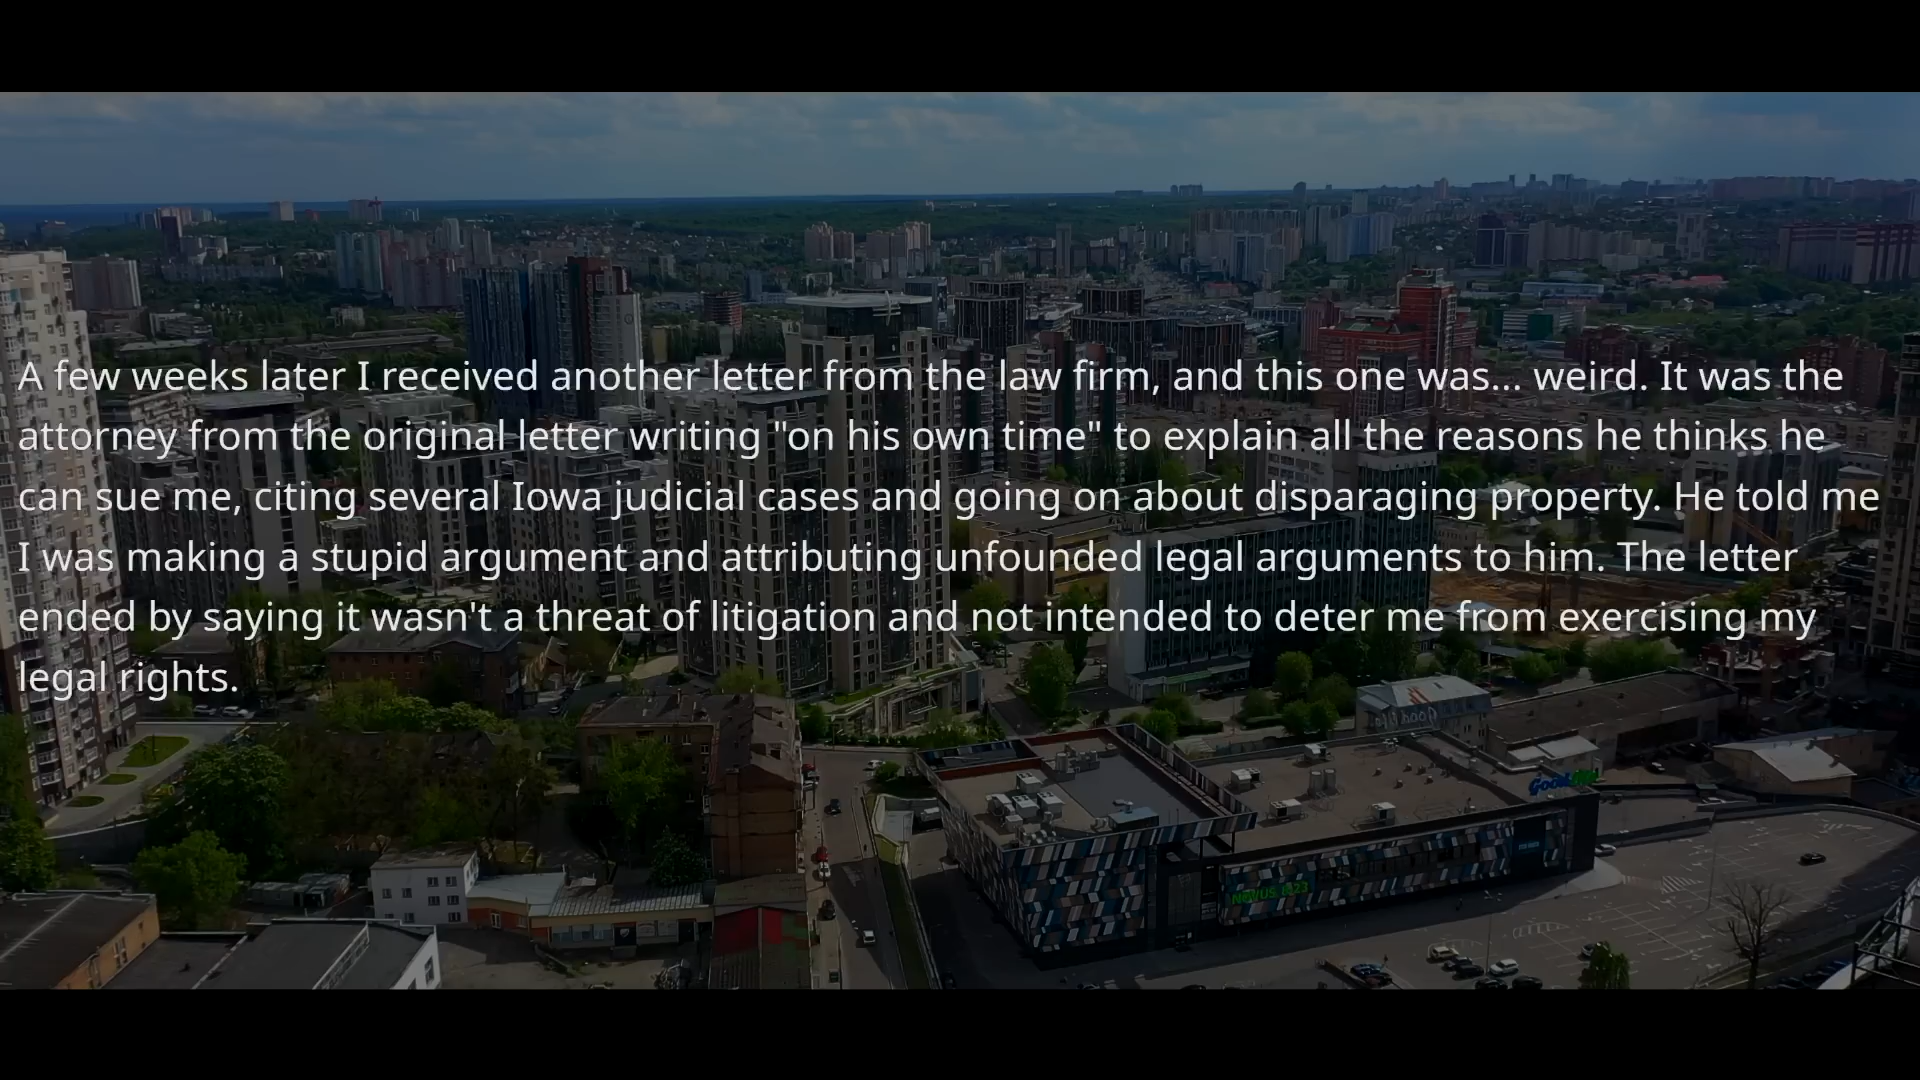 A few weeks later I received another letter from the law firm, and this one was... weird. It was the
attorney from the original letter writing "on his own time" to explain all the reasons he thinks he
can sue me, citing several Iowa judicial cases and going on about disparaging property. He told me
I was making a stupid argument and attributing unfounded legal arguments to him. The letter
ended by saying it wasn't a threat of litigation and not intended to deter me from exercising my
legal rights.
NOVUS